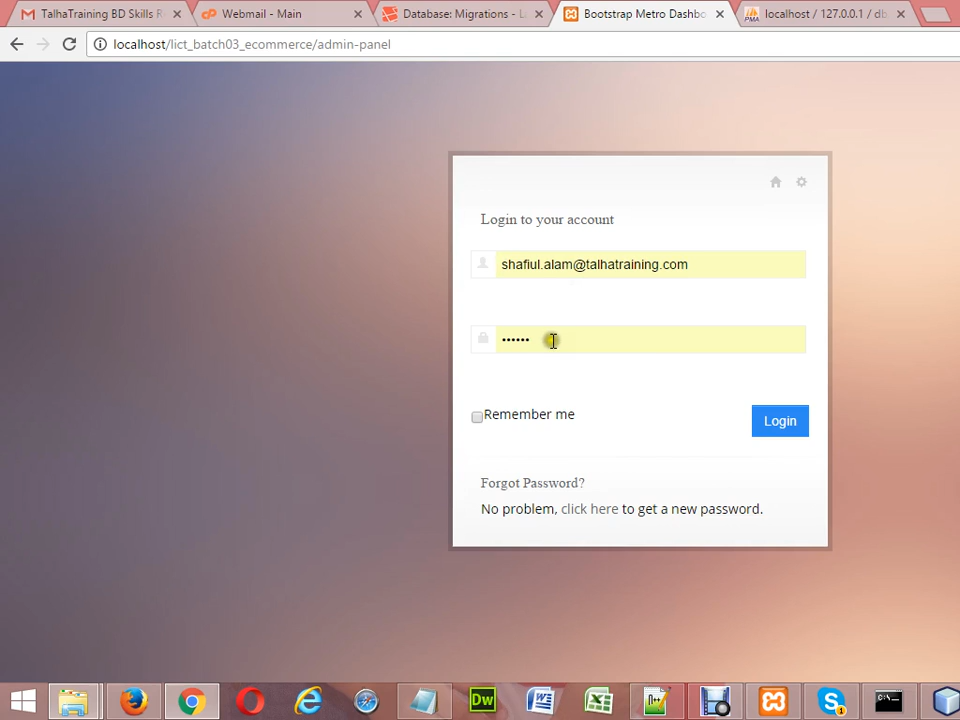 TalhaTraining BD Skills R
Webmail - Main
Database: Migrations - La
Bootstrap Metro Dashbo
localhost / 127.0.0.1 / db
localhost/lict_batch03_ecommerce/admin-panel
Login to your account
shafiul.alam@talhatraining.com
••••••
Remember me
Login
Forgot Password?
No problem, click here to get a new password.